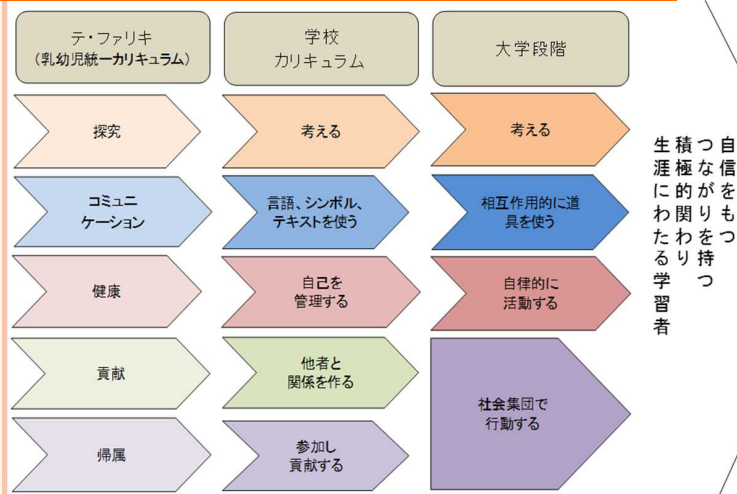 テ・ファリキ
(乳幼児統一カリキュラム)
学校
カリキュラム
大学段階
探究
考える
考える
コミュニ
ケーション
言語、シンボル、
テキストを使う
相互作用的に道
具を使う
健康
自己を
管理する
自律的に
活動する
貢献
他者と
関係を作る
社会集団で
行動する
帰属
参加し
貢献する
自信をもつ
つながりを持つ
積極的関わり
生涯にわたる学習者